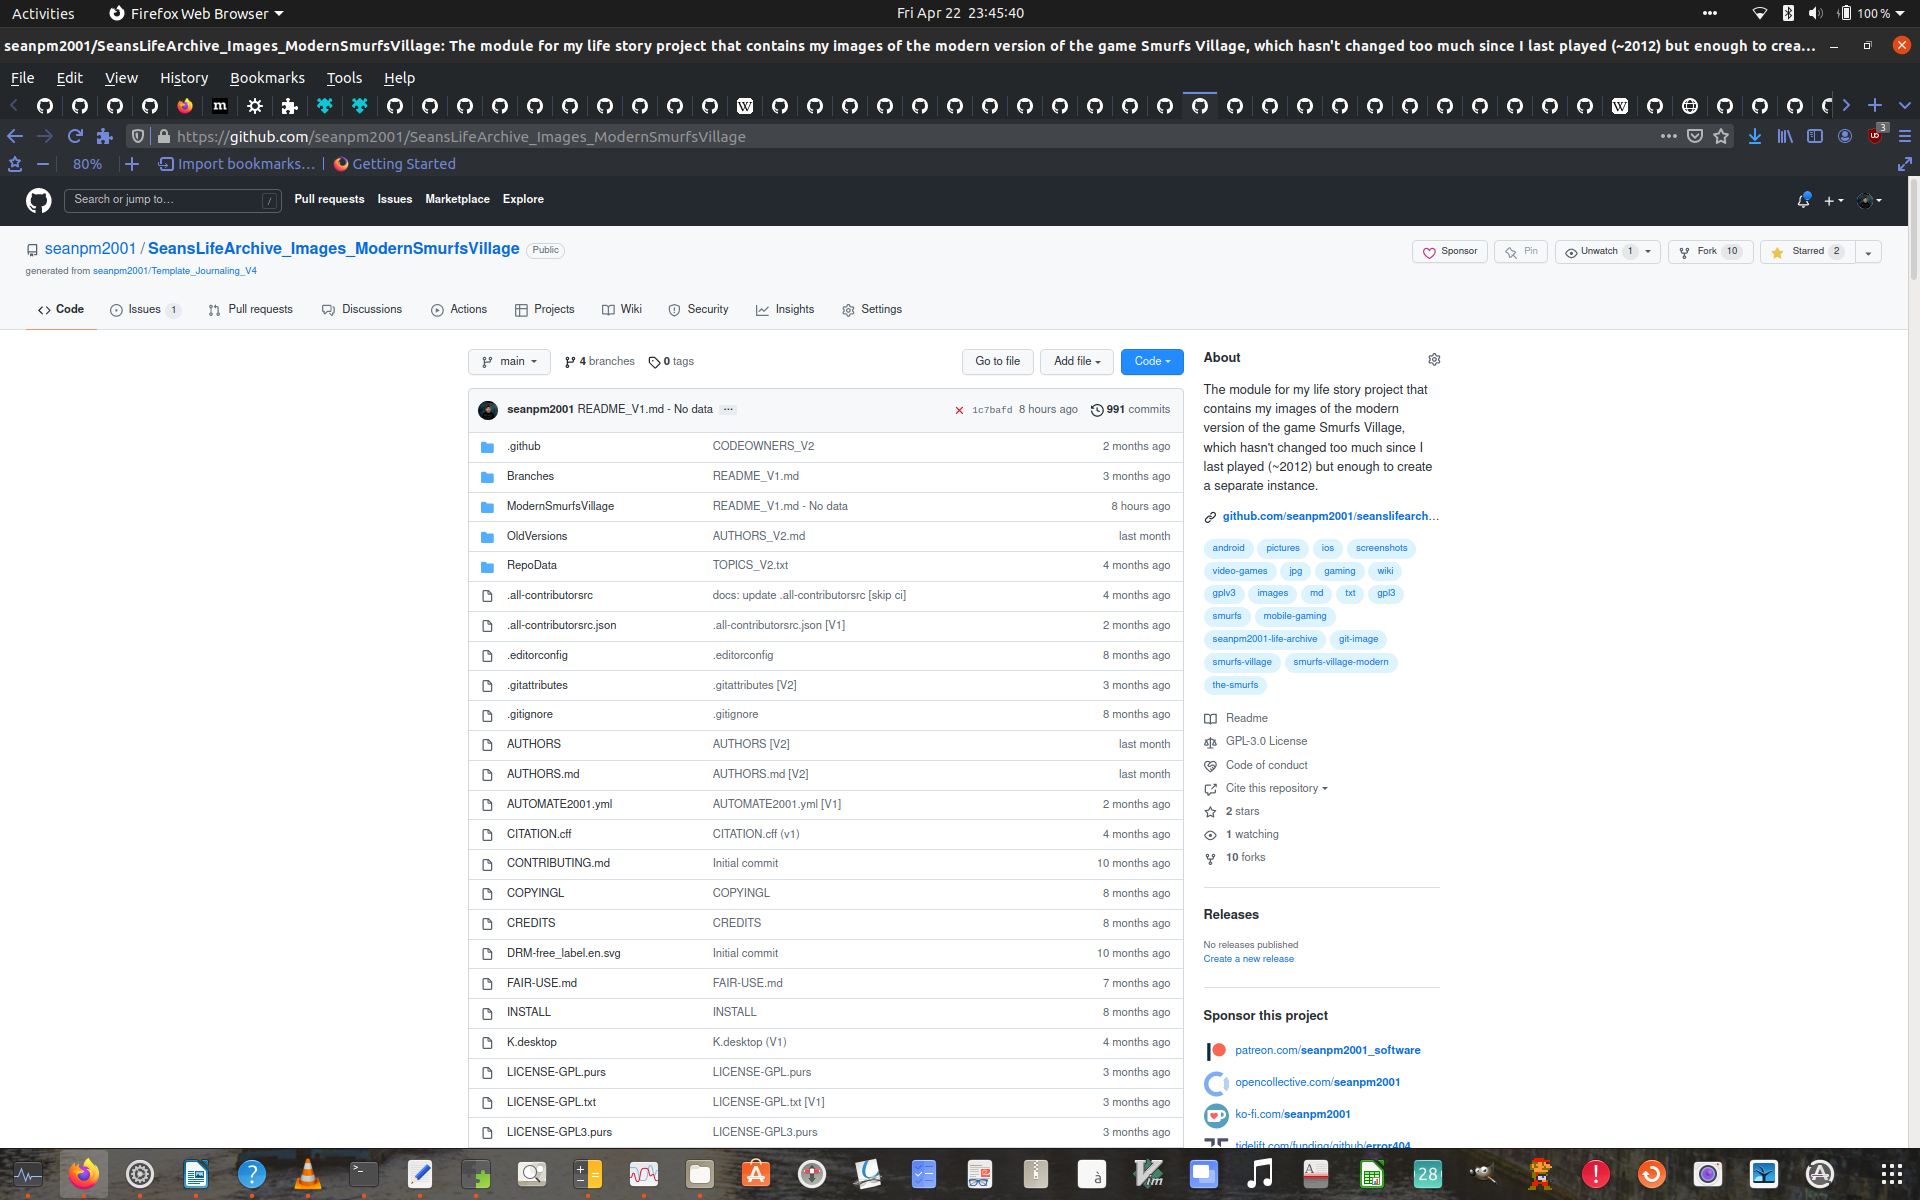 Activities
Firefox Web Browser
Fri Apr 22 23:45:40
100 %
seanpm2001/SeansLifeArchive_Images_ModernSmurfsVillage: The module for my life story project that contains my images of the modern version of the game Smurfs Village, which hasn't changed too much since I last played (~2012) but enough to crea…
File Edit View History Bookmarks Tools Help
https://github.com/seanpm2001/SeansLifeArchive_Images_ModernSmurfsVillage
3
80%
Import bookmarks…
Getting Started
Search or jump to…
/
Pull requests Issues Marketplace Explore
seanpm2001 / SeansLifeArchive_Images_ModernSmurfsVillage Public
generated from seanpm2001/Template_Journaling_V4
Sponsor
Pin
Unwatch 1
Fork 10
Starred 2
Code
Issues 1
Pull requests
Discussions
Actions
Projects
Wiki
Security
Insights
Settings
main
4 branches
0 tags
Go to file
Add file
Code
seanpm2001 README_V1.md - No data ... 1c7bafd 8 hours ago 991 commits
.github CODEOWNERS_V2 2 months ago
Branches README_V1.md 3 months ago
ModernSmurfsVillage README_V1.md - No data 8 hours ago
OldVersions AUTHORS_V2.md last month
RepoData TOPICS_V2.txt 4 months ago
.all-contributorsrc docs: update .all-contributorsrc [skip ci] 4 months ago
.all-contributorsrc.json .all-contributorsrc.json [V1] 2 months ago
.editorconfig .editorconfig 8 months ago
.gitattributes .gitattributes [V2] 3 months ago
.gitignore .gitignore 8 months ago
AUTHORS AUTHORS [V2] last month
AUTHORS.md AUTHORS.md [V2] last month
AUTOMATE2001.yml AUTOMATE2001.yml [V1] 2 months ago
CITATION.cff CITATION.cff (v1) 4 months ago
CONTRIBUTING.md Initial commit 10 months ago
COPYINGL COPYINGL 8 months ago
CREDITS CREDITS 8 months ago
DRM-free_label.en.svg Initial commit 10 months ago
FAIR-USE.md FAIR-USE.md 7 months ago
INSTALL INSTALL 8 months ago
K.desktop K.desktop (V1) 4 months ago
LICENSE-GPL.purs LICENSE-GPL.purs 3 months ago
LICENSE-GPL.txt LICENSE-GPL.txt [V1] 3 months ago
LICENSE-GPL3.purs LICENSE-GPL3.purs 3 months ago
About
The module for my life story project that
contains my images of the modern
version of the game Smurfs Village,
which hasn't changed too much since I
last played (~2012) but enough to create
a separate instance.
github.com/seanpm2001/seanslifearch…
android pictures ios screenshots
video-games jpg gaming wiki
gplv3 images md txt gpl3
smurfs mobile-gaming
seanpm2001-life-archive git-image
smurfs-village smurfs-village-modern
the-smurfs
Readme
GPL-3.0 License
Code of conduct
Cite this repository
2 stars
1 watching
10 forks
Releases
No releases published
Create a new release
Sponsor this project
patreon.com/seanpm2001_software
opencollective.com/seanpm2001
ko-fi.com/seanpm2001
tidelift.com/funding/github/error404
28